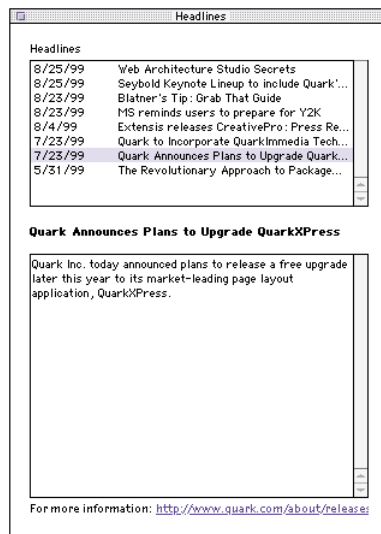 Headlines
Headlines
8/25/99 Web Architecture Studio Secrets
8/25/99 Seybold Keynote Lineup to include Quark'...
8/23/99 Blatner's Tip: Grab That Guide
8/23/99 MS reminds users to prepare for Y2K
8/4/99 Extensis releases CreativePro: Press Re...
7/23/99 Quark to Incorporate QuarkImmedia Tech...
7/23/99 Quark Announces Plans to Upgrade Quark...
5/31/99 The Revolutionary Approach to Package...
Quark Announces Plans to Upgrade QuarkXPress
Quark Inc. today announced plans to release a free upgrade
later this year to its market-leading page layout
application, QuarkXPress.
For more information: http://www.quark.com/about/releases